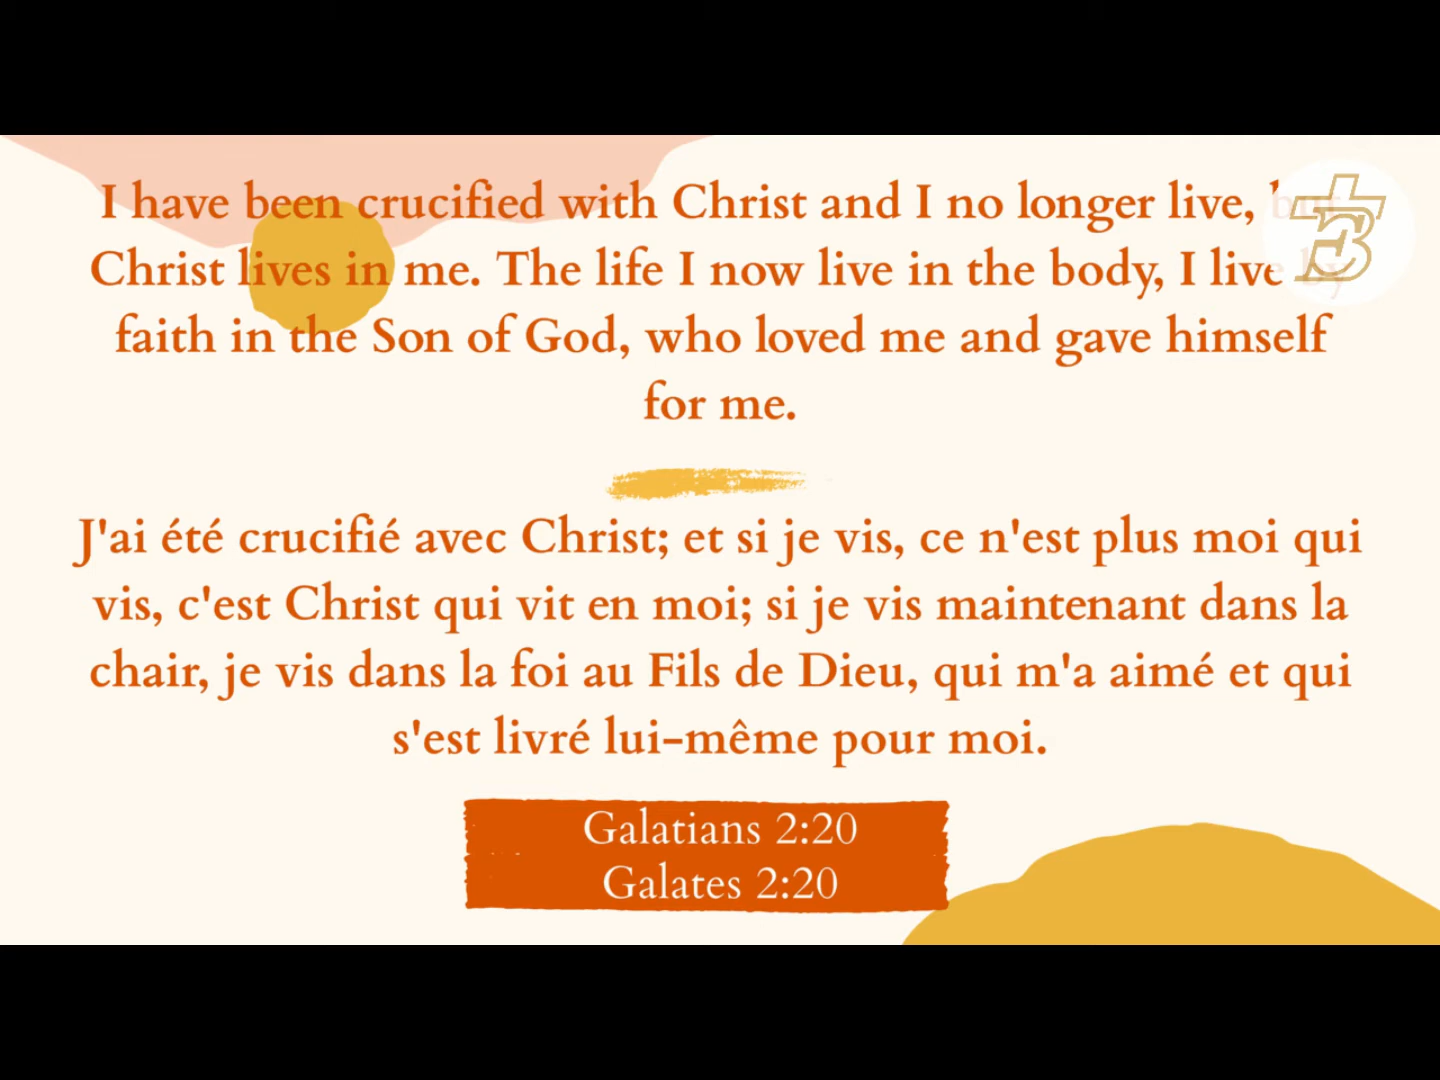 I have been crucified with Christ and I no longer live, but
Christ lives in me. The life I now live in the body, I live by
faith in the Son of God, who loved me and gave himself
for me.
J'ai été crucifié avec Christ; et si je vis, ce n'est plus moi qui
vis, c'est Christ qui vit en moi; si je vis maintenant dans la
chair, je vis dans la foi au Fils de Dieu, qui m'a aimé et qui
s'est livré lui-même pour moi.
Galatians 2:20
Galates 2:20